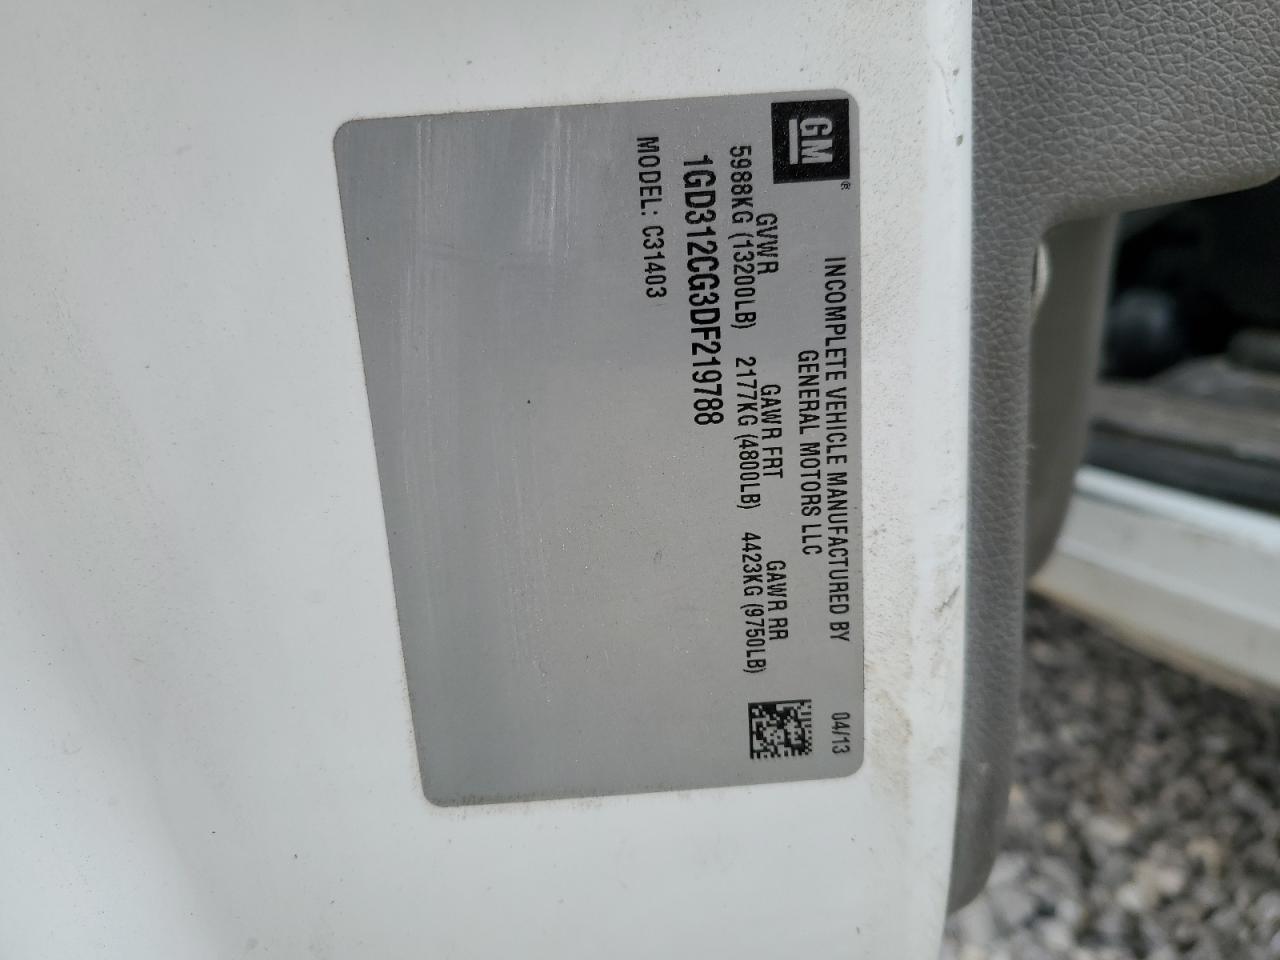 GM®
INCOMPLETE VEHICLE MANUFACTURED BY 04/13
GENERAL MOTORS LLC
GVWR GAWR FRT GAWR RR
5988KG (13200LB) 2177KG (4800LB) 4423KG (9750LB)
1GD312CG3DF219788
MODEL: C31403